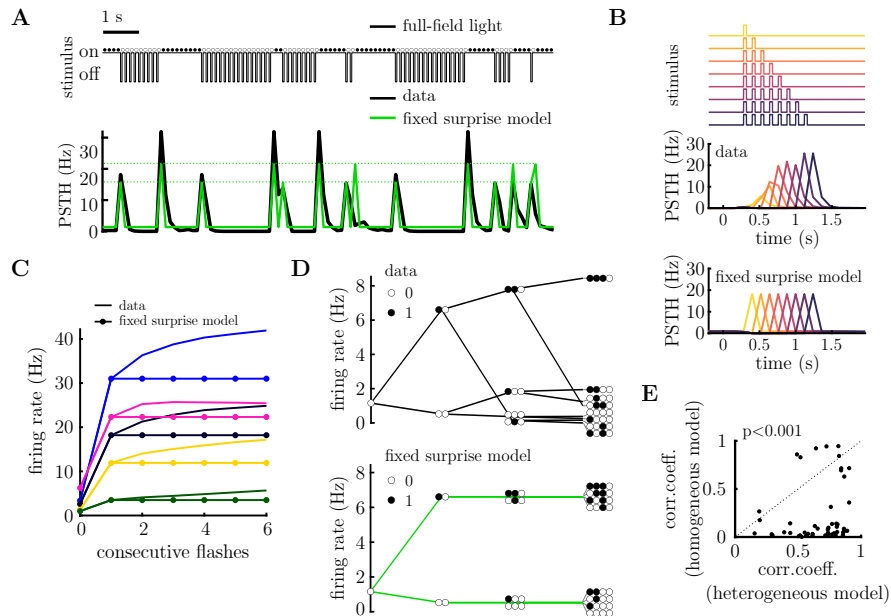 A
1 s
full-field light
stimulus
on
off
data
fixed surprise model
PSTH (Hz)
30
20
10
0
B
stimulus
PSTH (Hz)
30
20
10
0
data
0 0.5 1 1.5
time (s)
PSTH (Hz)
30
20
10
0
fixed surprise model
0 0.5 1 1.5
time (s)
C
data
fixed surprise model
firing rate (Hz)
40
30
20
10
0
0 2 4 6
consecutive flashes
D
data
0
1
firing rate (Hz)
8
6
4
2
0
fixed surprise model
0
1
firing rate (Hz)
8
6
4
2
0
E
p<0.001
corr.coeff.
(homogeneous model)
1
0.5
0
0 0.5 1
corr.coeff.
(heterogeneous model)